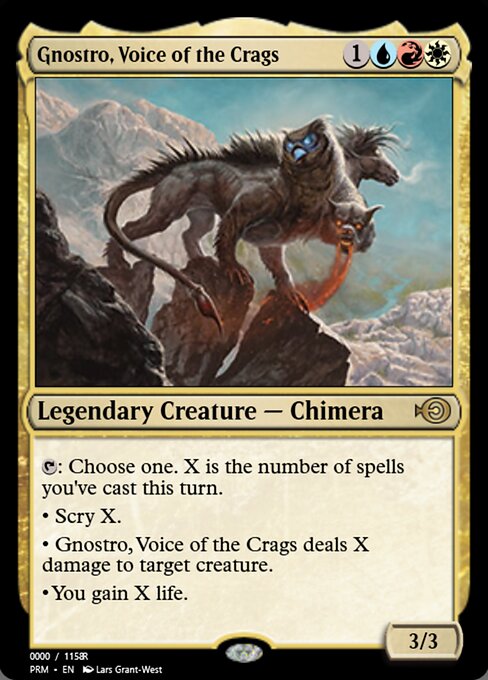 Gnostro, Voice of the Crags 1
Legendary Creature — Chimera
: Choose one. X is the number of spells
you've cast this turn.
• Scry X.
• Gnostro, Voice of the Crags deals X
damage to target creature.
• You gain X life.
3/3
0000 / 1158R
PRM • EN Lars Grant-West